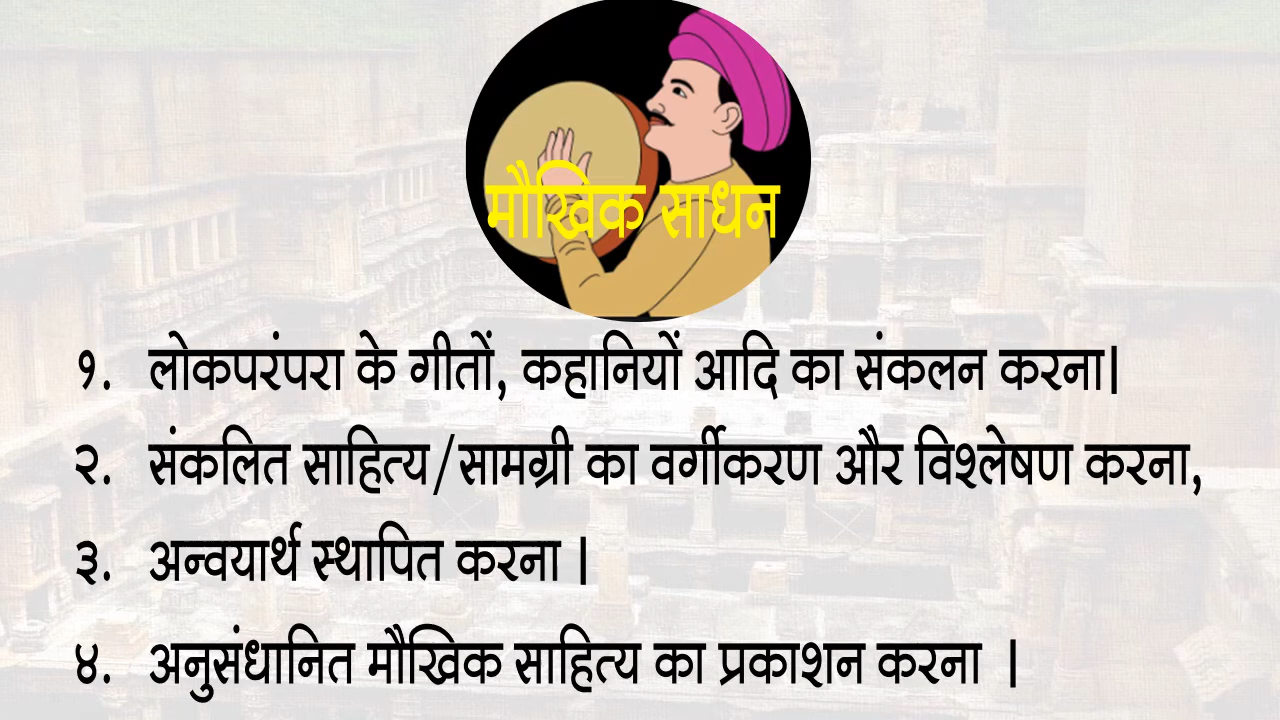 मौखिक साधन
१. लोकपरंपरा के गीतों, कहानियों आदि का संकलन करना।
२. संकलित साहित्य/सामग्री का वर्गीकरण और विश्लेषण करना,
३. अन्वयार्थ स्थापित करना ।
४. अनुसंधानित मौखिक साहित्य का प्रकाशन करना ।